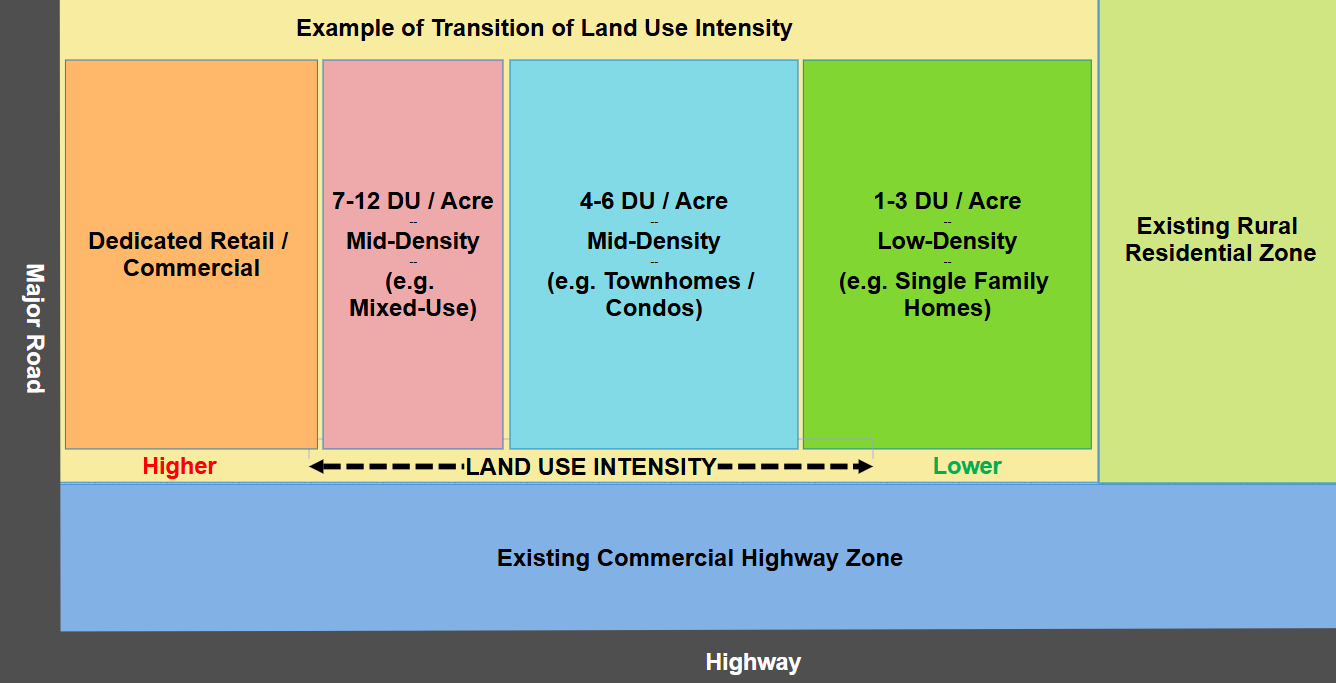 Example of Transition of Land Use Intensity
Major Road
Dedicated Retail /
Commercial
7-12 DU / Acre
--
Mid-Density
--
(e.g.
Mixed-Use)
4-6 DU / Acre
--
Mid-Density
--
(e.g. Townhomes /
Condos)
1-3 DU / Acre
--
Low-Density
--
(e.g. Single Family
Homes)
Existing Rural
Residential Zone
Higher
LAND USE INTENSITY
Lower
Existing Commercial Highway Zone
Highway